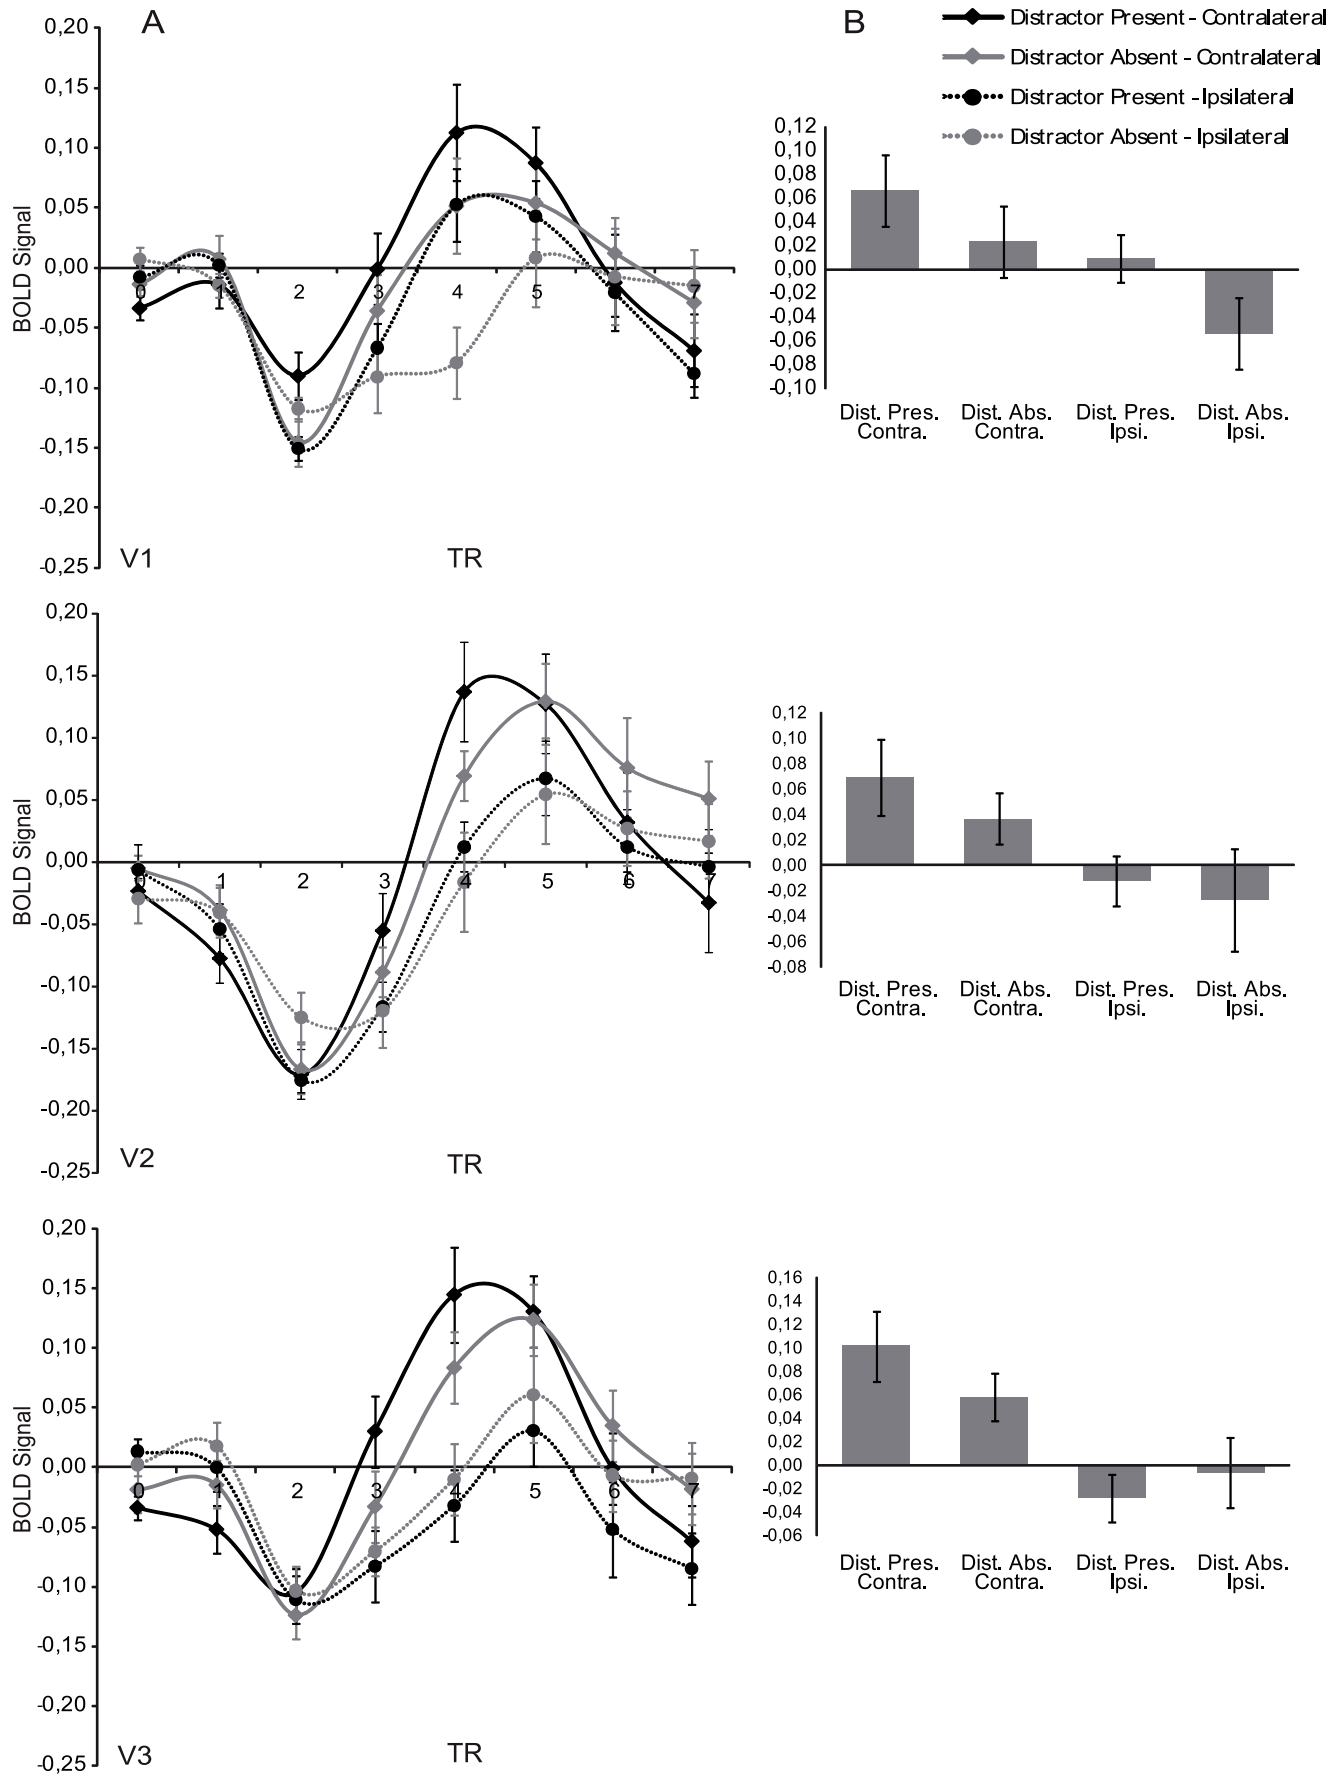 A
B
Distractor Present - Contralateral
Distractor Absent - Contralateral
Distractor Present - Ipsilateral
Distractor Absent - Ipsilateral
0,20
0,15
0,10
0,05
0,00
-0,05
-0,10
-0,15
-0,20
-0,25
BOLD Signal
0 1 2 3 4 5 6 7
V1
TR
0,12
0,10
0,08
0,06
0,04
0,02
0,00
-0,02
-0,04
-0,06
-0,08
-0,10
Dist. Pres. Dist. Abs. Dist. Pres. Dist. Abs.
Contra. Contra. Ipsi. Ipsi.
0,20
0,15
0,10
0,05
0,00
-0,05
-0,10
-0,15
-0,20
-0,25
BOLD Signal
0 1 2 3 4 5 6 7
V2
TR
0,12
0,10
0,08
0,06
0,04
0,02
0,00
-0,02
-0,04
-0,06
-0,08
Dist. Pres. Dist. Abs. Dist. Pres. Dist. Abs.
Contra. Contra. Ipsi. Ipsi.
0,20
0,15
0,10
0,05
0,00
-0,05
-0,10
-0,15
-0,20
-0,25
BOLD Signal
0 1 2 3 4 5 6 7
V3
TR
0,16
0,14
0,12
0,10
0,08
0,06
0,04
0,02
0,00
-0,02
-0,04
-0,06
Dist. Pres. Dist. Abs. Dist. Pres. Dist. Abs.
Contra. Contra. Ipsi. Ipsi.